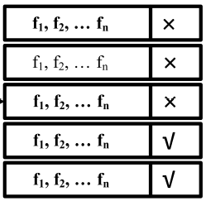 f1, f2, ... fn ×
f1, f2, ... fn ×
f1, f2, ... fn ×
f1, f2, ... fn √
f1, f2, ... fn √